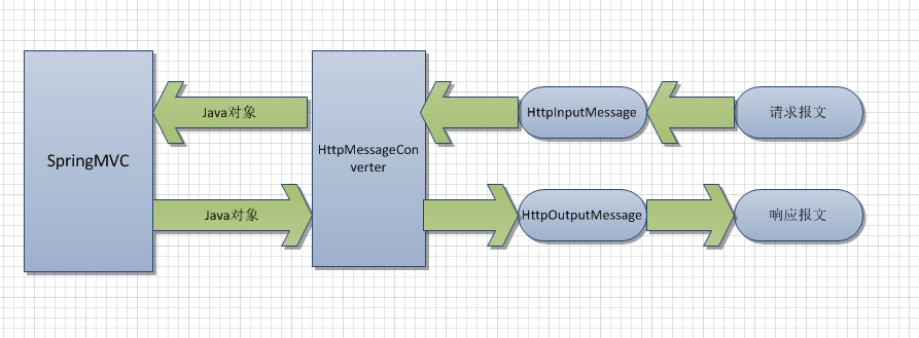 Java对象
HttpInputMessage
请求报文
SpringMVC
HttpMessageCon
verter
Java对象
HttpOutputMessage
响应报文